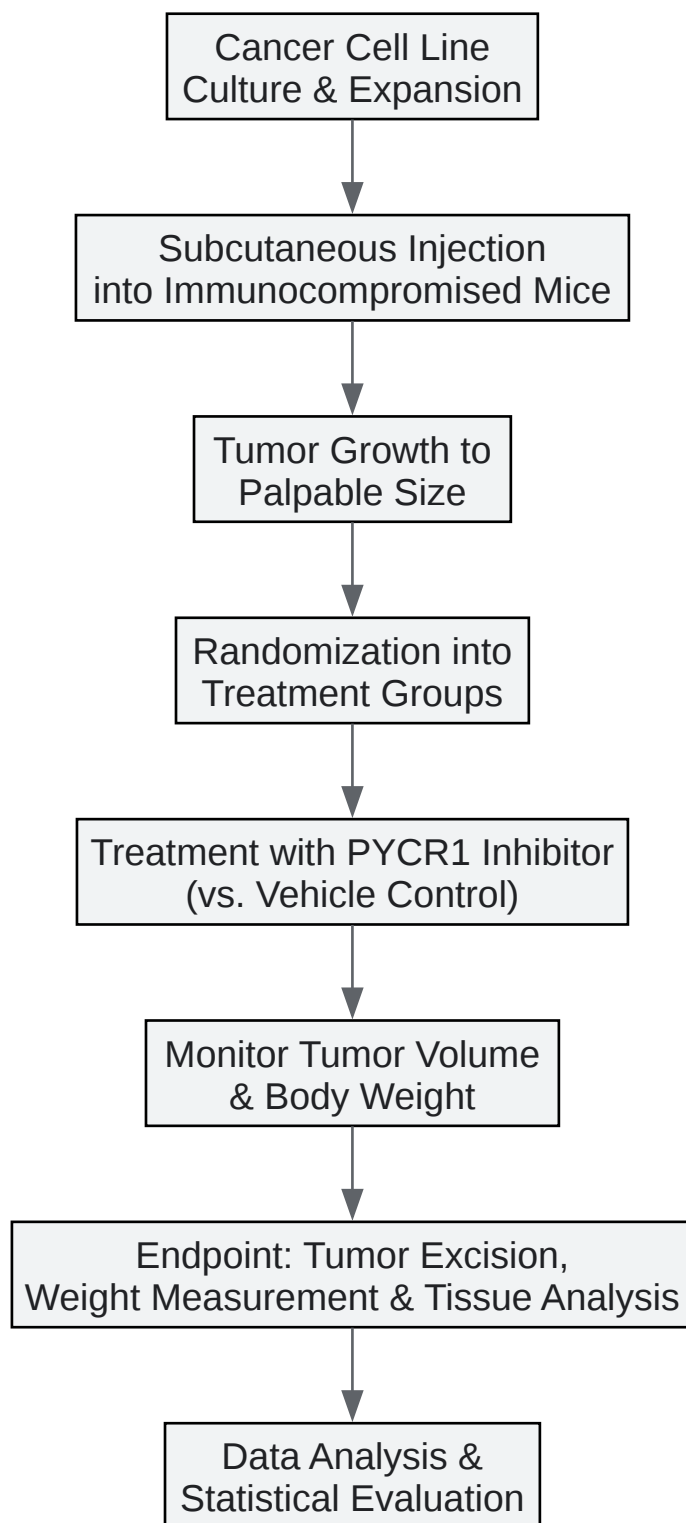 Cancer Cell Line
Culture & Expansion
Subcutaneous Injection
into Immunocompromised Mice
Tumor Growth to
Palpable Size
Randomization into
Treatment Groups
Treatment with PYCR1 Inhibitor
(vs. Vehicle Control)
Monitor Tumor Volume
& Body Weight
Endpoint: Tumor Excision,
Weight Measurement & Tissue Analysis
Data Analysis &
Statistical Evaluation